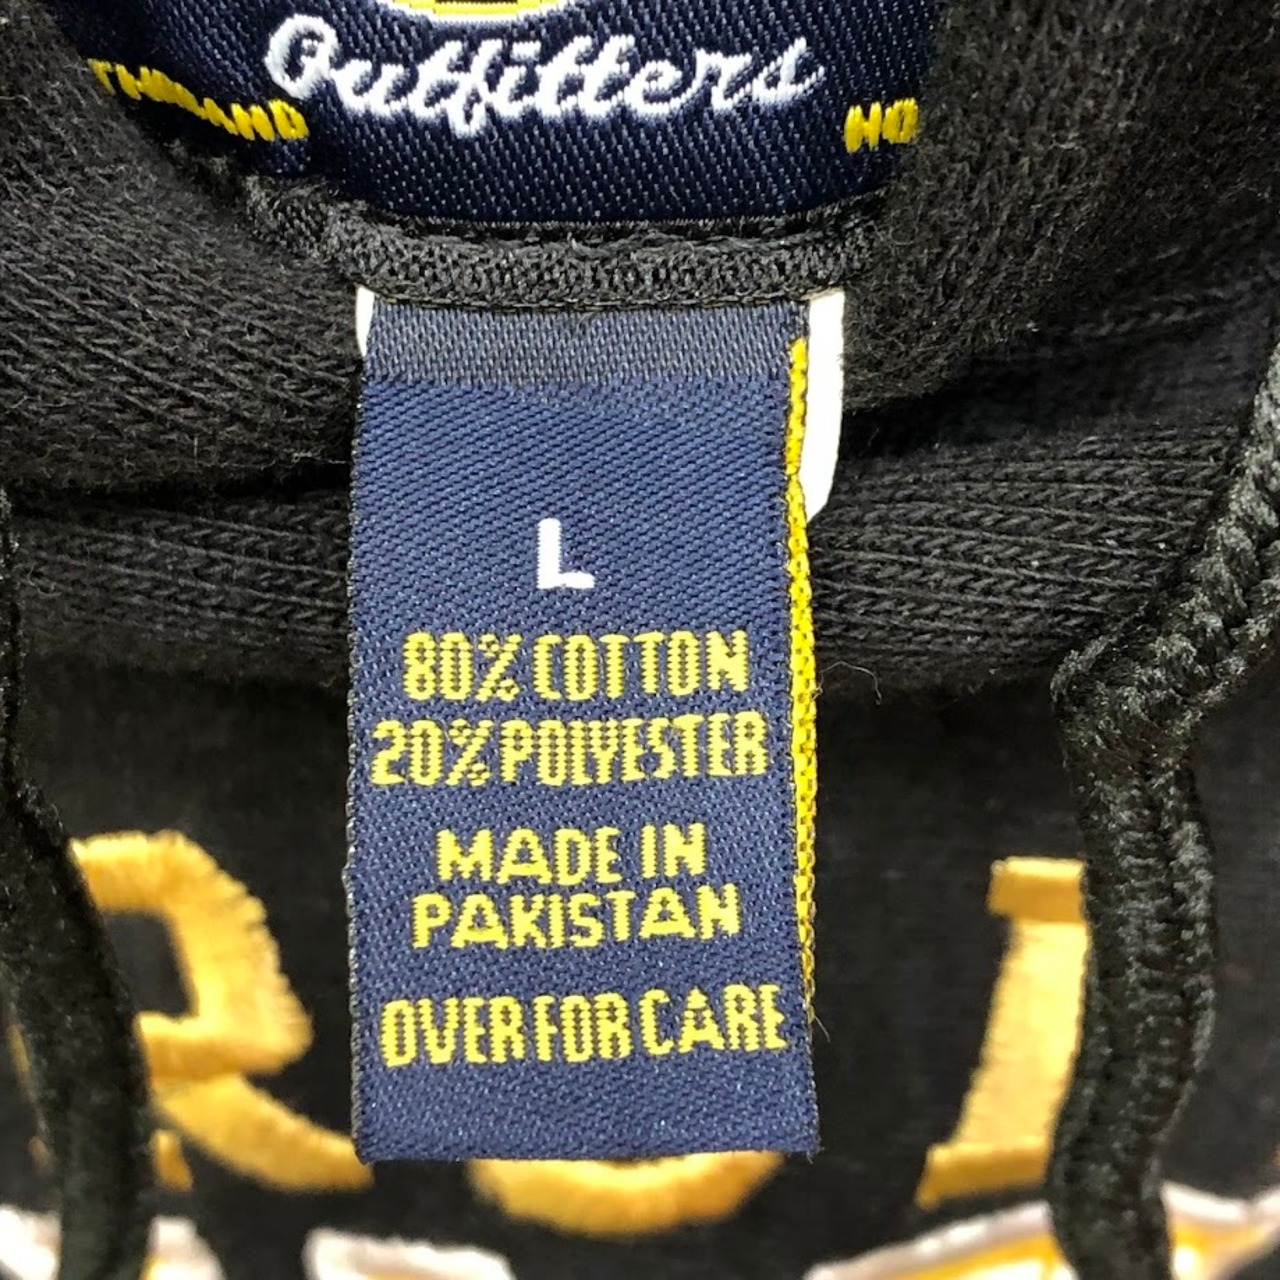 Outfitters
L
80% COTTON
20% POLYESTER
MADE IN
PAKISTAN
OVER FOR CARE